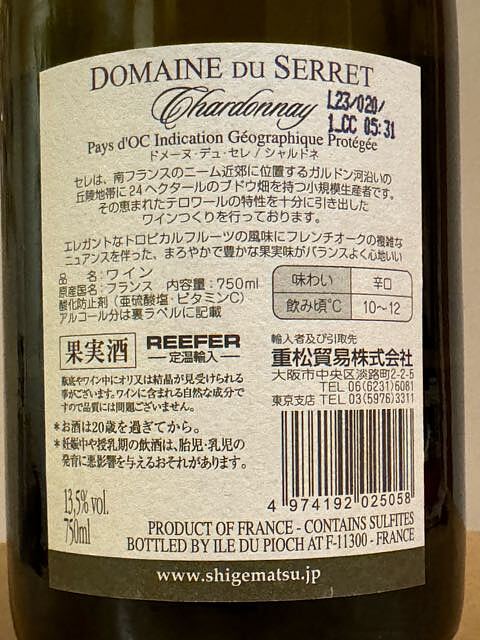 DOMAINE DU SERRET
Chardonnay
L23/020/
1_CC 05:31
Pays d'OC Indication Géographique Protégée
ドメーヌ・デュ・セレ / シャルドネ
セレは、南フランスのニーム近郊に位置するガルドン河沿いの
丘陵地帯に24ヘクタールのブドウ畑を持つ小規模生産者です。
その恵まれたテロワールの特性を十分に引き出した
ワインつくりを行っております。
エレガントなトロピカルフルーツの風味にフレンチオークの複雑な
ニュアンスを伴った、まろやかで豊かな果実味がバランスよく心地いい
品名:ワイン
原産国名:フランス 内容量:750ml
酸化防止剤(亜硫酸塩・ビタミンC)
アルコール分は裏ラベルに記載
味わい 辛口
飲み頃℃ 10~12
果実酒
REEFER
―定温輸入―
輸入者及び引取先
重松貿易株式会社
大阪市中央区淡路町2-2-5
TEL 06(6231)6081
東京支店 TEL 03(5976)3311
瓶底やワイン中にオリ又は結晶が見受けられる
事がございます。ワインに含まれる自然な成分で
すので品質には問題ございません。
*お酒は20歳を過ぎてから。
*妊娠中や授乳期の飲酒は、胎児・乳児の
発育に悪影響を与えるおそれがあります。
4 974192 025058
13,5% vol.
750ml
PRODUCT OF FRANCE - CONTAINS SULFITES
BOTTLED BY ILE DU PIOCH AT F-11300 - FRANCE
www.shigematsu.jp